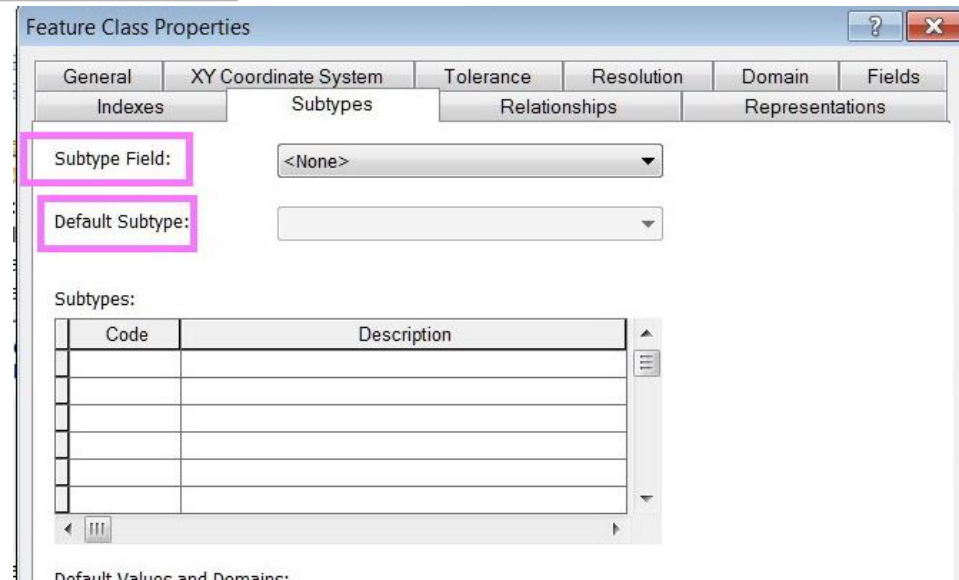 Feature Class Properties
General XY Coordinate System Tolerance Resolution Domain Fields
Indexes Subtypes Relationships Representations
Subtype Field: <None>
Default Subtype:
Subtypes:
Code Description
Default Values and Domains: